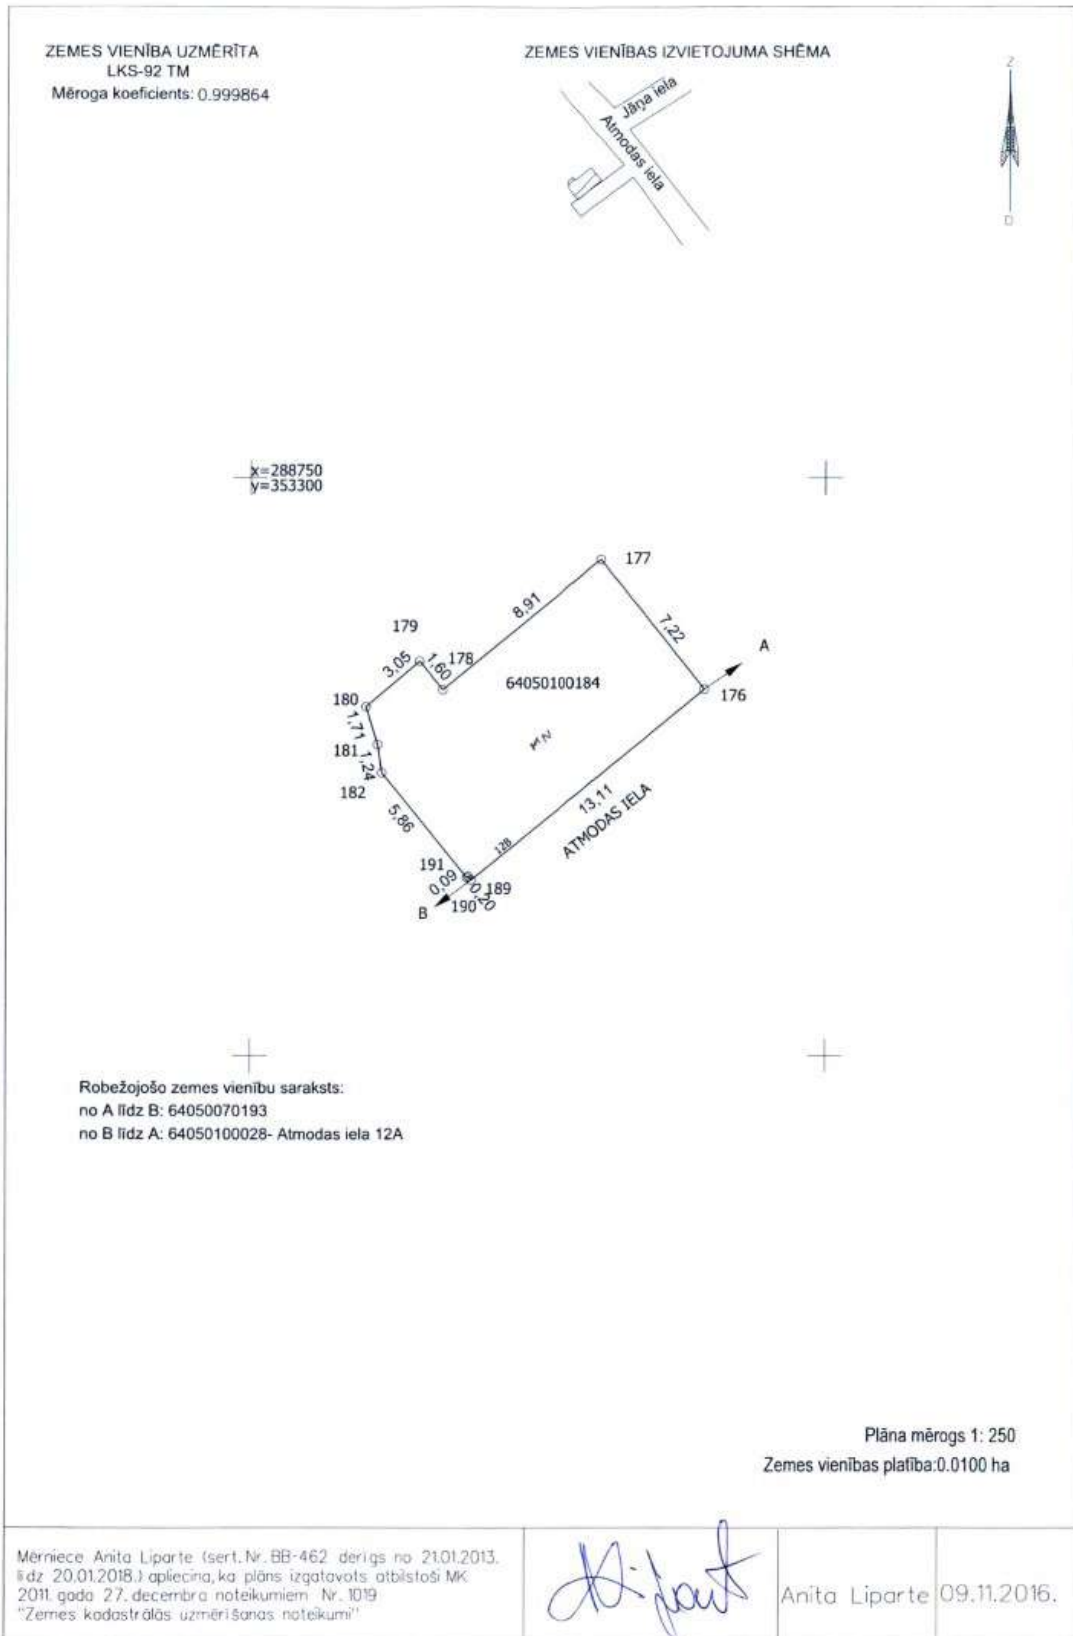 ZEMES VIENĪBA UZMĒRĪTA
LKS-92 TM
Mēroga koeficients: 0.999864
ZEMES VIENĪBAS IZVIETOJUMA SHĒMA
Jāņa iela
Atmodas iela
Z
D
x=288750
y=353300
177
8,91
7,22
179
1,60
178
3,05
A
64050100184
176
180
1,71
181
1,24
182
5,86
13,11
ATMODAS IELA
128
191
0,09
189
0,20
190
B
Robežojošo zemes vienību saraksts:
no A līdz B: 64050070193
no B līdz A: 64050100028- Atmodas iela 12A
Plāna mērogs 1: 250
Zemes vienības platība:0.0100 ha
Mērniece Anita Liparte (sert. Nr. BB-462 derīgs no 21.01.2013.
līdz 20.01.2018.) apliecina, ka plāns izgatavots atbilstoši MK
2011. gada 27. decembra noteikumiem Nr. 1019
"Zemes kadastrālās uzmērīšanas noteikumi"
Anita Liparte
09.11.2016.